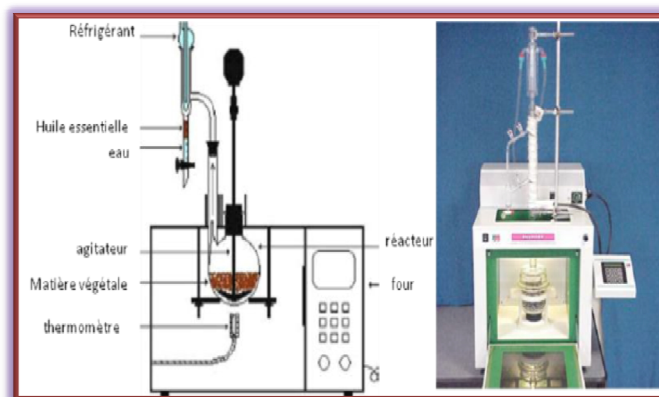 Réfrigérant
Huile essentielle
eau
agitateur
réacteur
Matière végétale
four
thermomètre